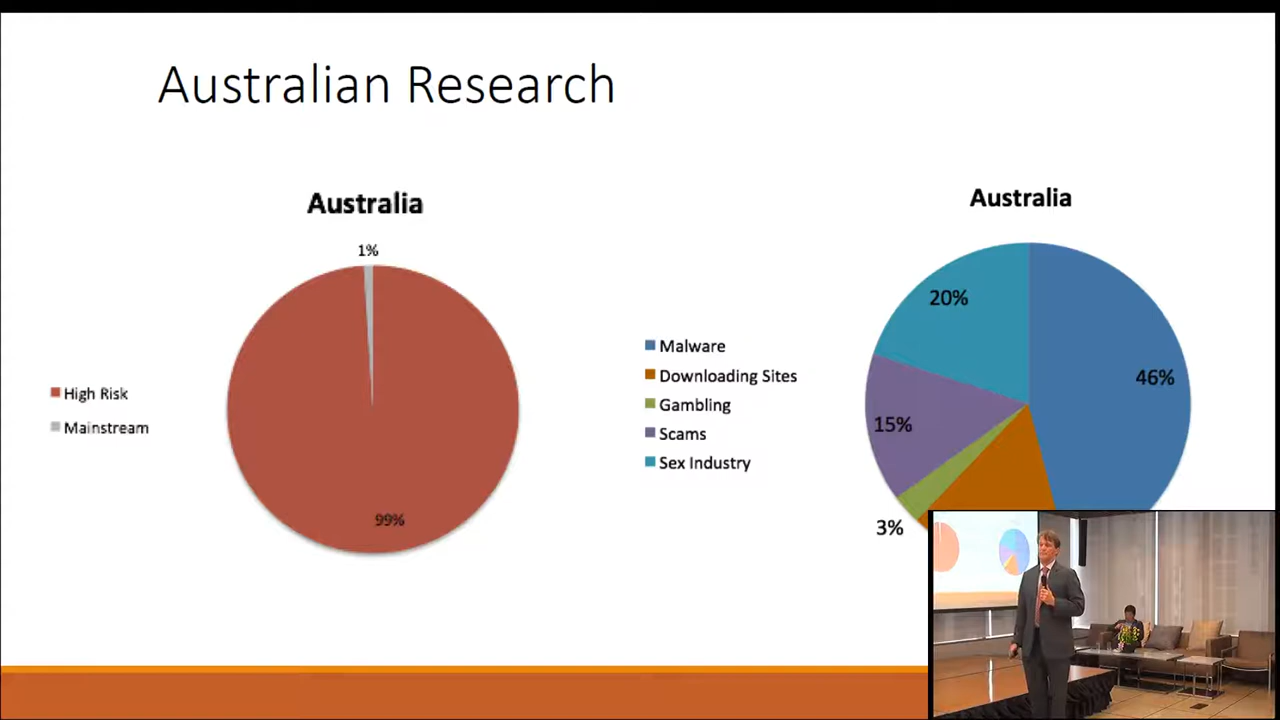 Australian Research
Australia
1%
High Risk
Mainstream
99%
Australia
20%
46%
15%
3%
Malware
Downloading Sites
Gambling
Scams
Sex Industry